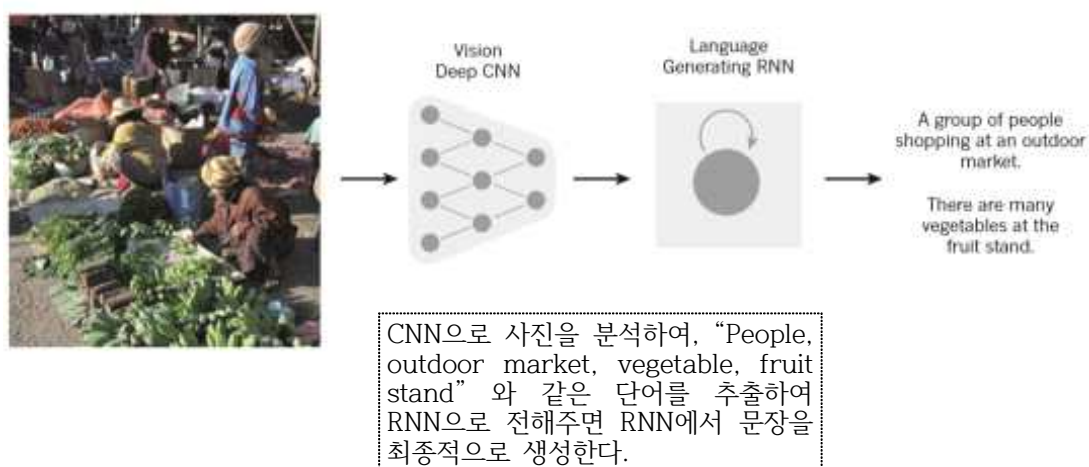 Vision
Deep CNN
Language
Generating RNN
A group of people
shopping at an outdoor
market.
There are many
vegetables at the
fruit stand.
CNN으로 사진을 분석하여, “People,
outdoor market, vegetable, fruit
stand” 와 같은 단어를 추출하여
RNN으로 전해주면 RNN에서 문장을
최종적으로 생성한다.